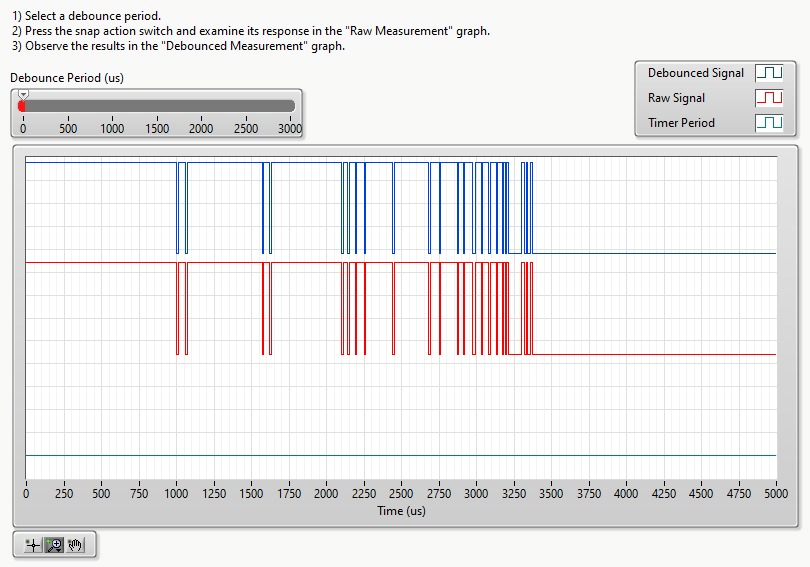 1) Select a debounce period.
2) Press the snap action switch and examine its response in the "Raw Measurement" graph.
3) Observe the results in the "Debounced Measurement" graph.
Debounce Period (us)
0 500 1000 1500 2000 2500 3000
Debounced Signal
Raw Signal
Timer Period
0 250 500 750 1000 1250 1500 1750 2000 2250 2500 2750 3000 3250 3500 3750 4000 4250 4500 4750 5000
Time (us)